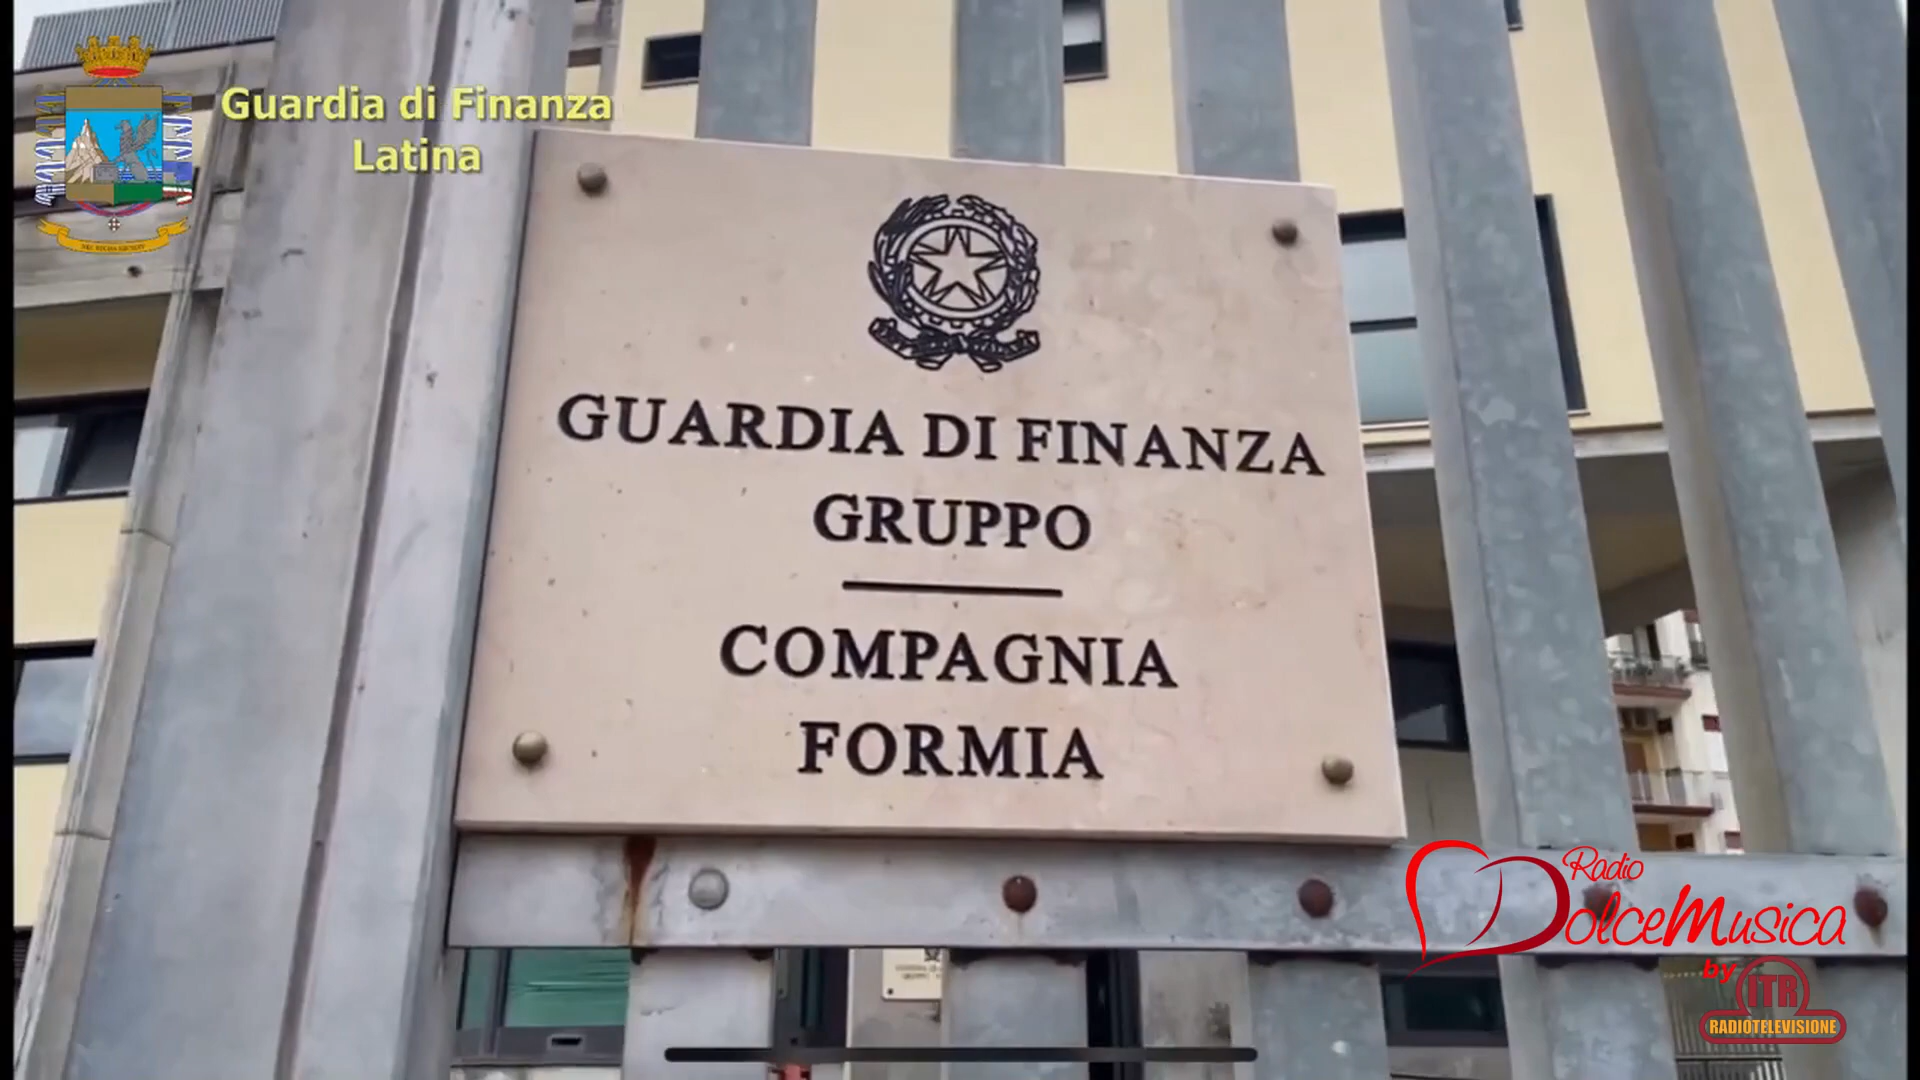 Guardia di Finanza
Latina
GUARDIA DI FINANZA
GRUPPO
COMPAGNIA
FORMIA
Radio
DolceMusica
by
ITR
RADIOTELEVISIONE